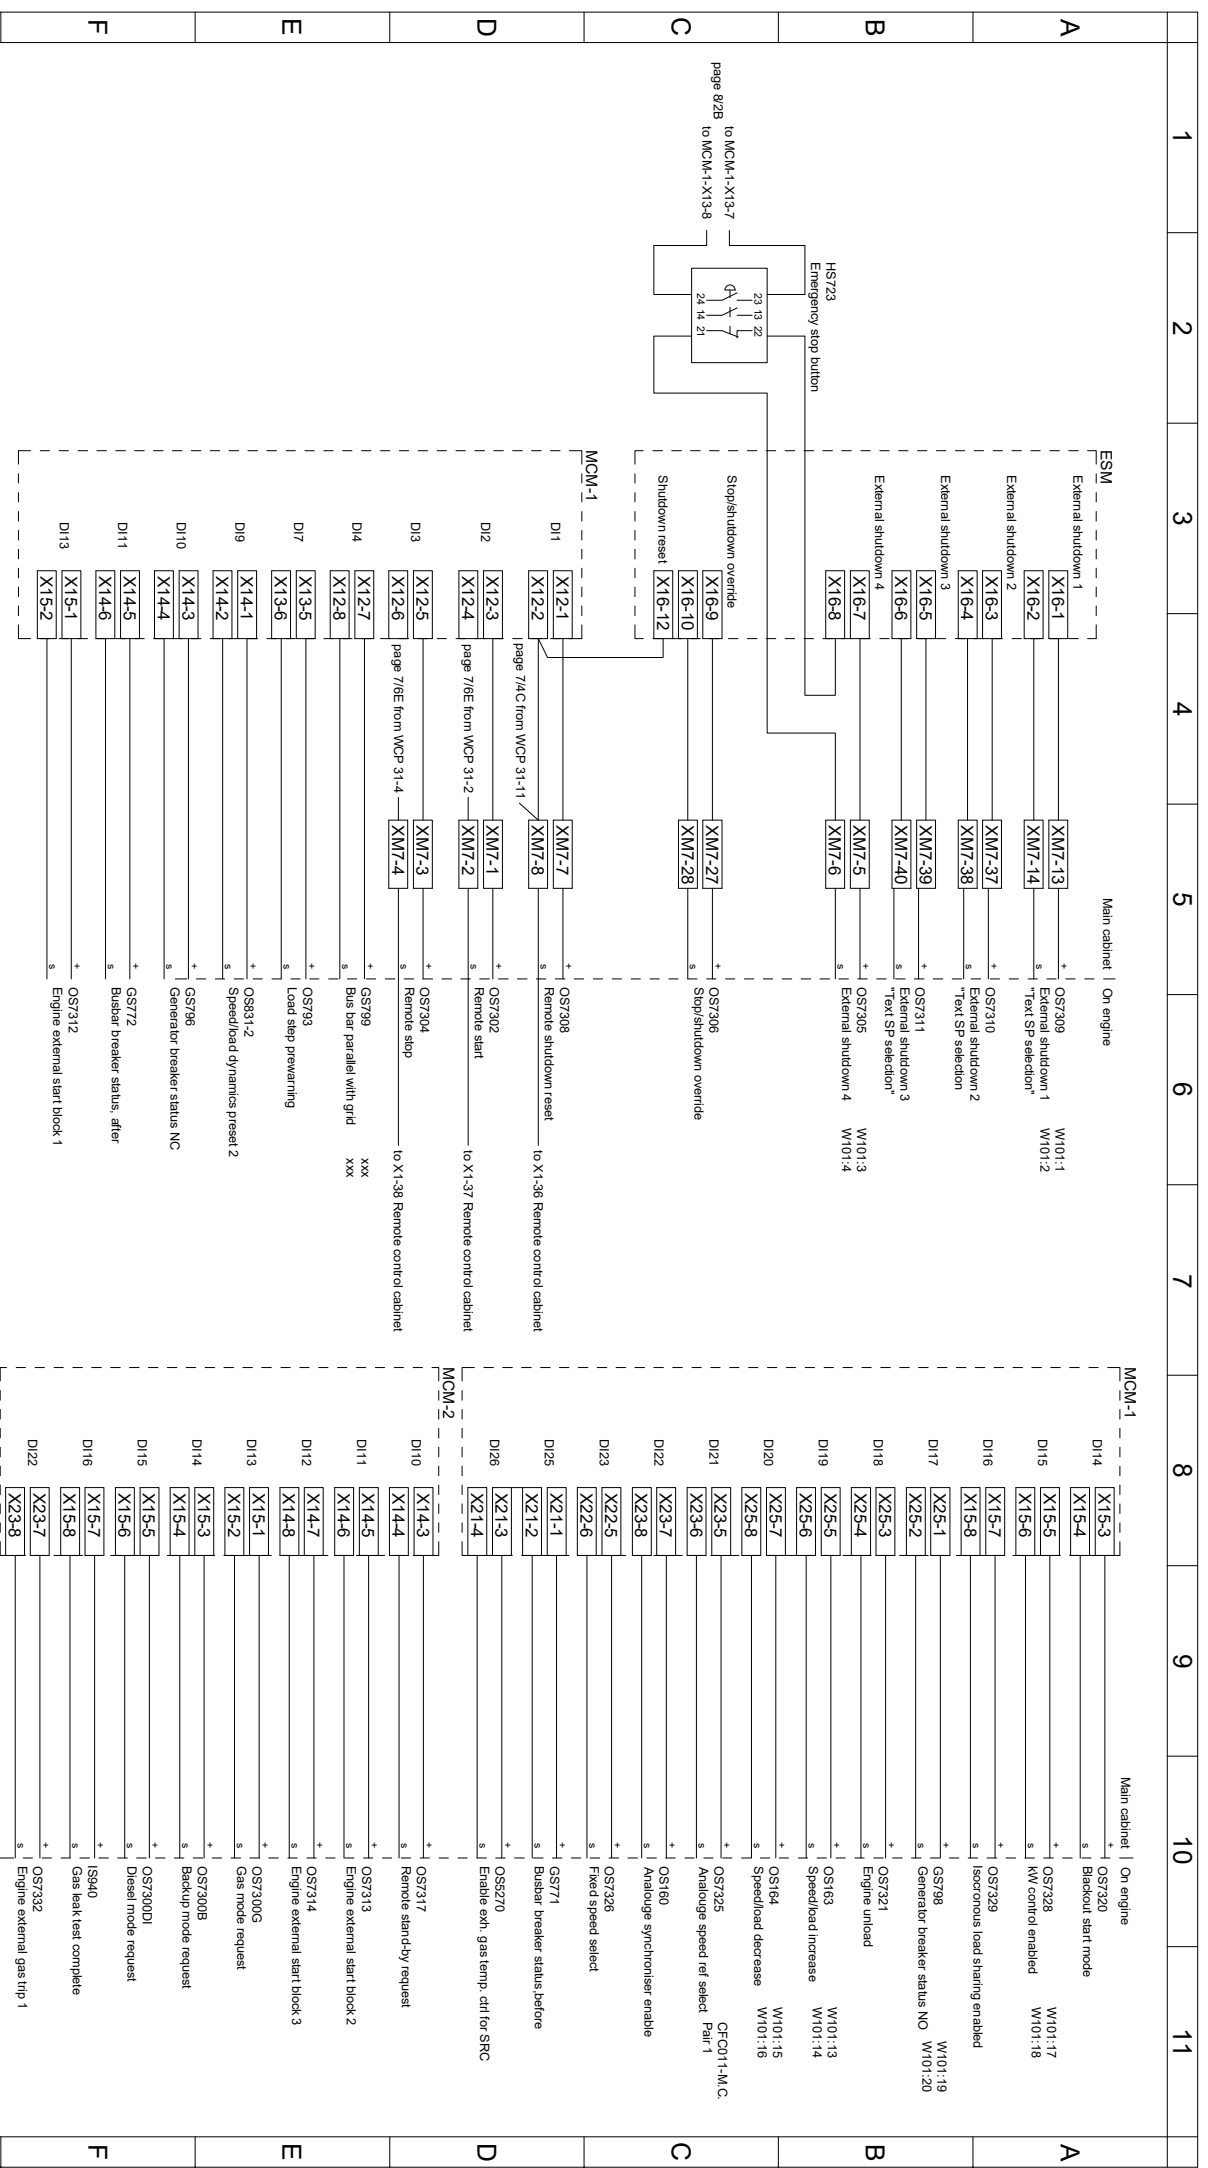 1 2 3 4 5 6 7 8 9 10 11
A
B
C
D
E
F
A
B
C
D
E
F
page 8/2B
to MCM-1-X13-7
to MCM-1-X13-8
HS723
Emergency stop button
23 13 22
24 14 21
ESM
External shutdown 1
X16-1
X16-2
External shutdown 2
X16-3
X16-4
External shutdown 3
X16-5
X16-6
External shutdown 4
X16-7
X16-8
Stop/shutdown override
X16-9
X16-10
Shutdown reset
X16-12
MCM-1
DI1
X12-1
X12-2
DI2
X12-3
X12-4
DI3
X12-5
X12-6
DI4
X12-7
X12-8
DI7
X13-5
X13-6
DI9
X14-1
X14-2
DI10
X14-3
X14-4
DI11
X14-5
X14-6
DI13
X15-1
X15-2
page 7/4C from WCP 31-11
page 7/6E from WCP 31-2
page 7/6E from WCP 31-4
XM7-13
XM7-14
XM7-37
XM7-38
XM7-39
XM7-40
XM7-5
XM7-6
XM7-27
XM7-28
XM7-7
XM7-8
XM7-1
XM7-2
XM7-3
XM7-4
Main cabinet
On engine
+ OS7309
s External shutdown 1
"Text SP selection"
W101:1
W101:2
+ OS7310
s External shutdown 2
"Text SP selection
+ OS7311
s External shutdown 3
"Text SP selection"
+ OS7305
s External shutdown 4
W101:3
W101:4
+ OS7306
s Stop/shutdown override
+ OS7308
s Remote shutdown reset
to X1-36 Remote control cabinet
+ OS7302
s Remote start
to X1-37 Remote control cabinet
+ OS7304
s Remote stop
to X1-38 Remote control cabinet
+ GS799
s Bus bar parallel with grid
xxx
xxx
+ OS793
s Load step prewarning
+ OS831-2
s Speed/load dynamics preset 2
+ GS796
s Generator breaker status NC
+ GS772
s Busbar breaker status, after
+ OS7312
s Engine external start block 1
MCM-1
DI14
X15-3
X15-4
DI15
X15-5
X15-6
DI16
X15-7
X15-8
DI17
X25-1
X25-2
DI18
X25-3
X25-4
DI19
X25-5
X25-6
DI20
X25-7
X25-8
DI21
X23-5
X23-6
DI22
X23-7
X23-8
DI23
X22-5
X22-6
DI25
X21-1
X21-2
DI26
X21-3
X21-4
MCM-2
DI10
X14-3
X14-4
DI11
X14-5
X14-6
DI12
X14-7
X14-8
DI13
X15-1
X15-2
DI14
X15-3
X15-4
DI15
X15-5
X15-6
DI16
X15-7
X15-8
DI22
X23-7
X23-8
Main cabinet
On engine
+ OS7320
s Blackout start mode
+ OS7328
s kW control enabled
W101:17
W101:18
+ OS7329
s Isocronous load sharing enabled
+ GS798
s Generator breaker status NO
W101:19
W101:20
+ OS7321
s Engine unload
+ OS163
s Speed/load increase
W101:13
W101:14
+ OS164
s Speed/load decrease
W101:15
W101:16
+ OS7325
s Analouge speed ref select
CFC011-M.C.
Pair 1
+ OS160
s Analouge synchroniser enable
+ OS7326
s Fixed speed select
+ GS771
s Busbar breaker status,before
+ OS5270
s Enable exh. gas temp. ctrl for SRC
+ OS7317
s Remote stand-by request
+ OS7313
s Engine external start block 2
+ OS7314
s Engine external start block 3
+ OS7300G
s Gas mode request
+ OS7300B
s Backup mode request
+ OS7300DI
s Diesel mode request
+ IS940
s Gas leak test complete
+ OS7332
s Engine external gas trip 1